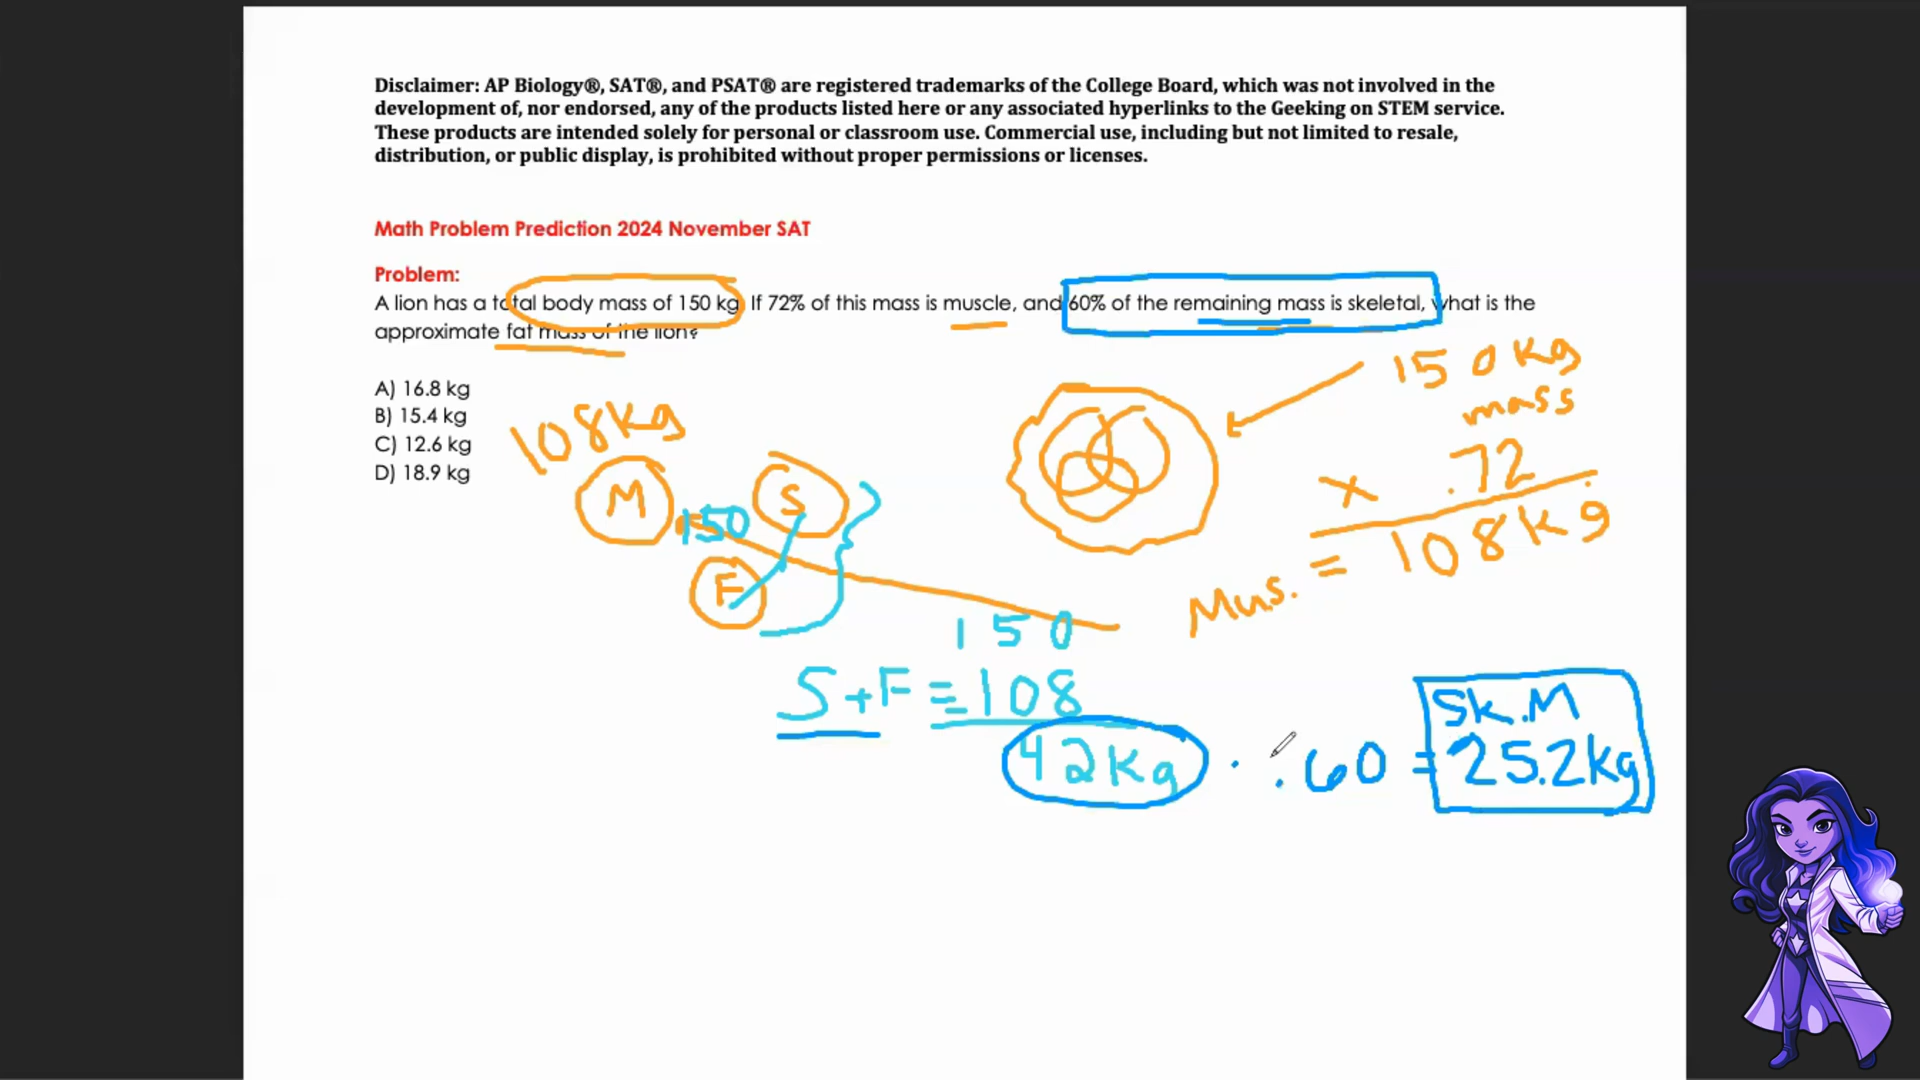 Disclaimer: AP Biology®, SAT®, and PSAT® are registered trademarks of the College Board, which was not involved in the
development of, nor endorsed, any of the products listed here or any associated hyperlinks to the Geeking on STEM service.
These products are intended solely for personal or classroom use. Commercial use, including but not limited to resale,
distribution, or public display, is prohibited without proper permissions or licenses.
Math Problem Prediction 2024 November SAT
Problem:
A lion has a total body mass of 150 kg. If 72% of this mass is muscle, and 60% of the remaining mass is skeletal, what is the
approximate fat mass of the lion?
A) 16.8 kg
B) 15.4 kg
C) 12.6 kg
D) 18.9 kg
108kg
M
S
150
F
150kg
mass
x .72
Mus. = 108kg
150
S+F = 108
42kg · .60 = 25.2kg
Sk.M